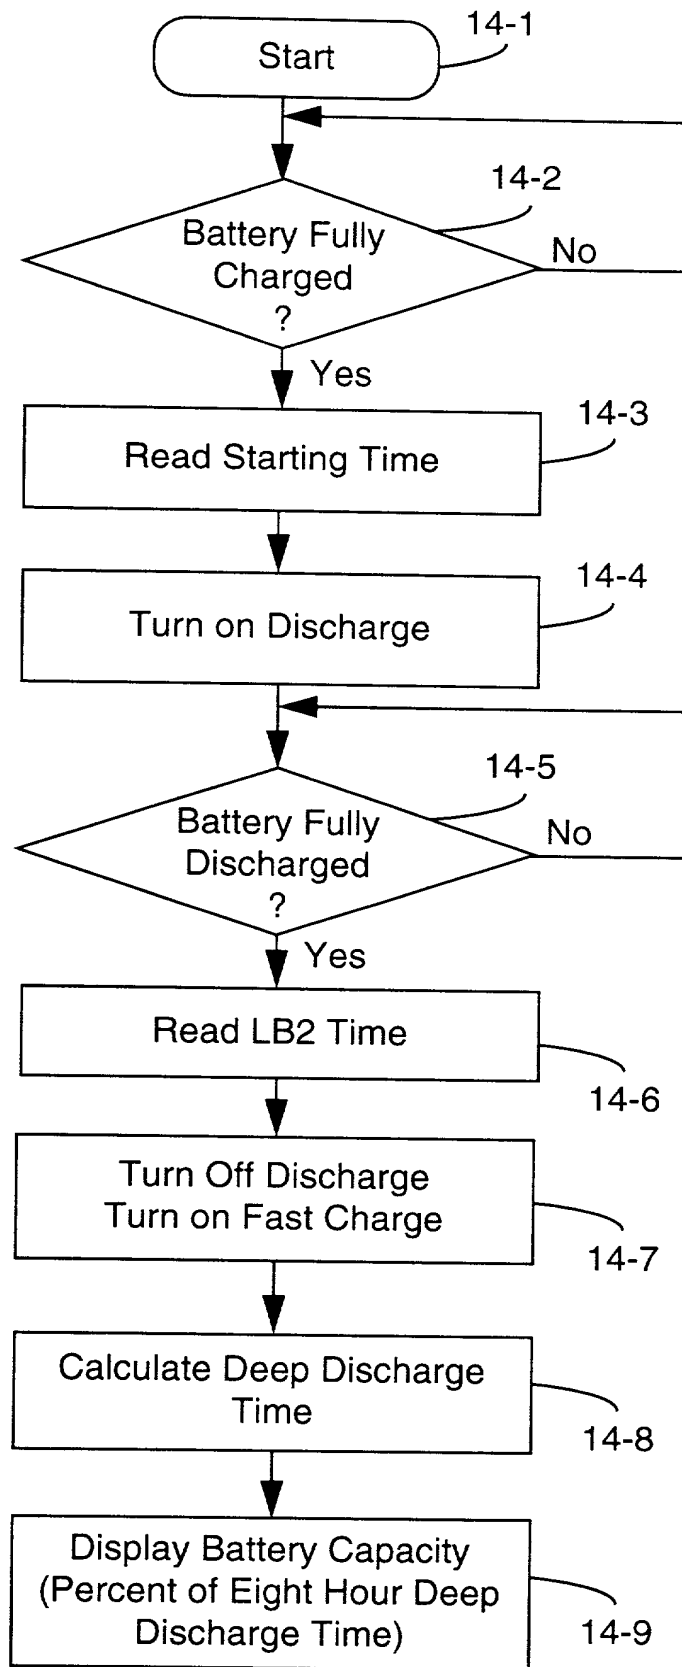 14-1
Start
14-2
Battery Fully
Charged
?
No
Yes
14-3
Read Starting Time
14-4
Turn on Discharge
14-5
Battery Fully
Discharged
?
No
Yes
Read LB2 Time
14-6
Turn Off Discharge
Turn on Fast Charge
14-7
Calculate Deep Discharge
Time
14-8
Display Battery Capacity
(Percent of Eight Hour Deep
Discharge Time)
14-9